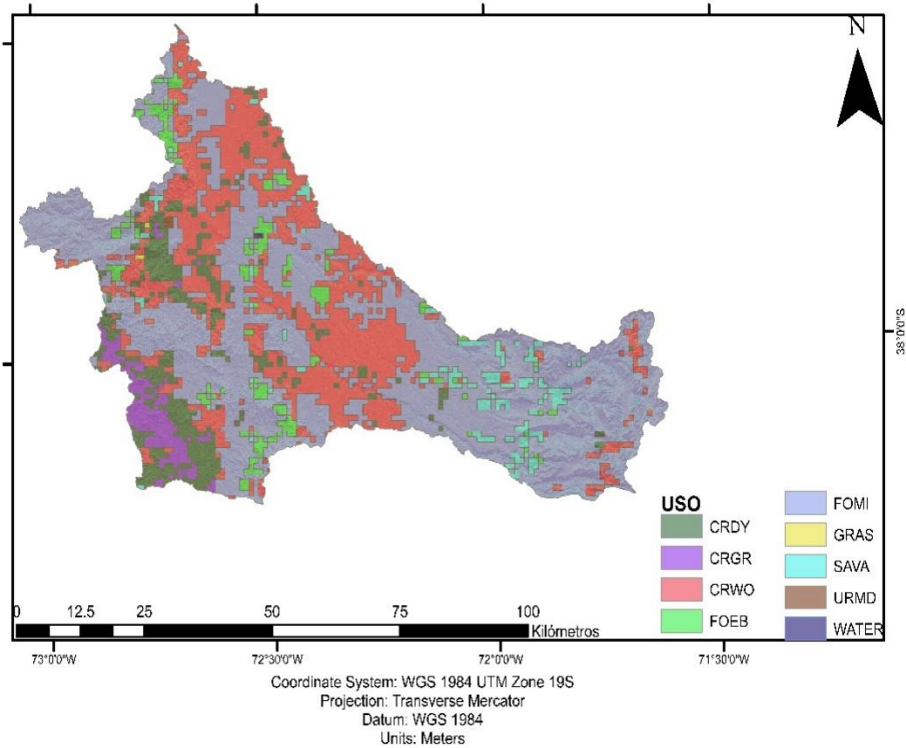 N
38°0'0"S
USO
CRDY
CRGR
CRWO
FOEB
FOMI
GRAS
SAVA
URMD
WATER
0 12.5 25 50 75 100
Kilómetros
73°0'0"W 72°30'0"W 72°0'0"W 71°30'0"W
Coordinate System: WGS 1984 UTM Zone 19S
Projection: Transverse Mercator
Datum: WGS 1984
Units: Meters